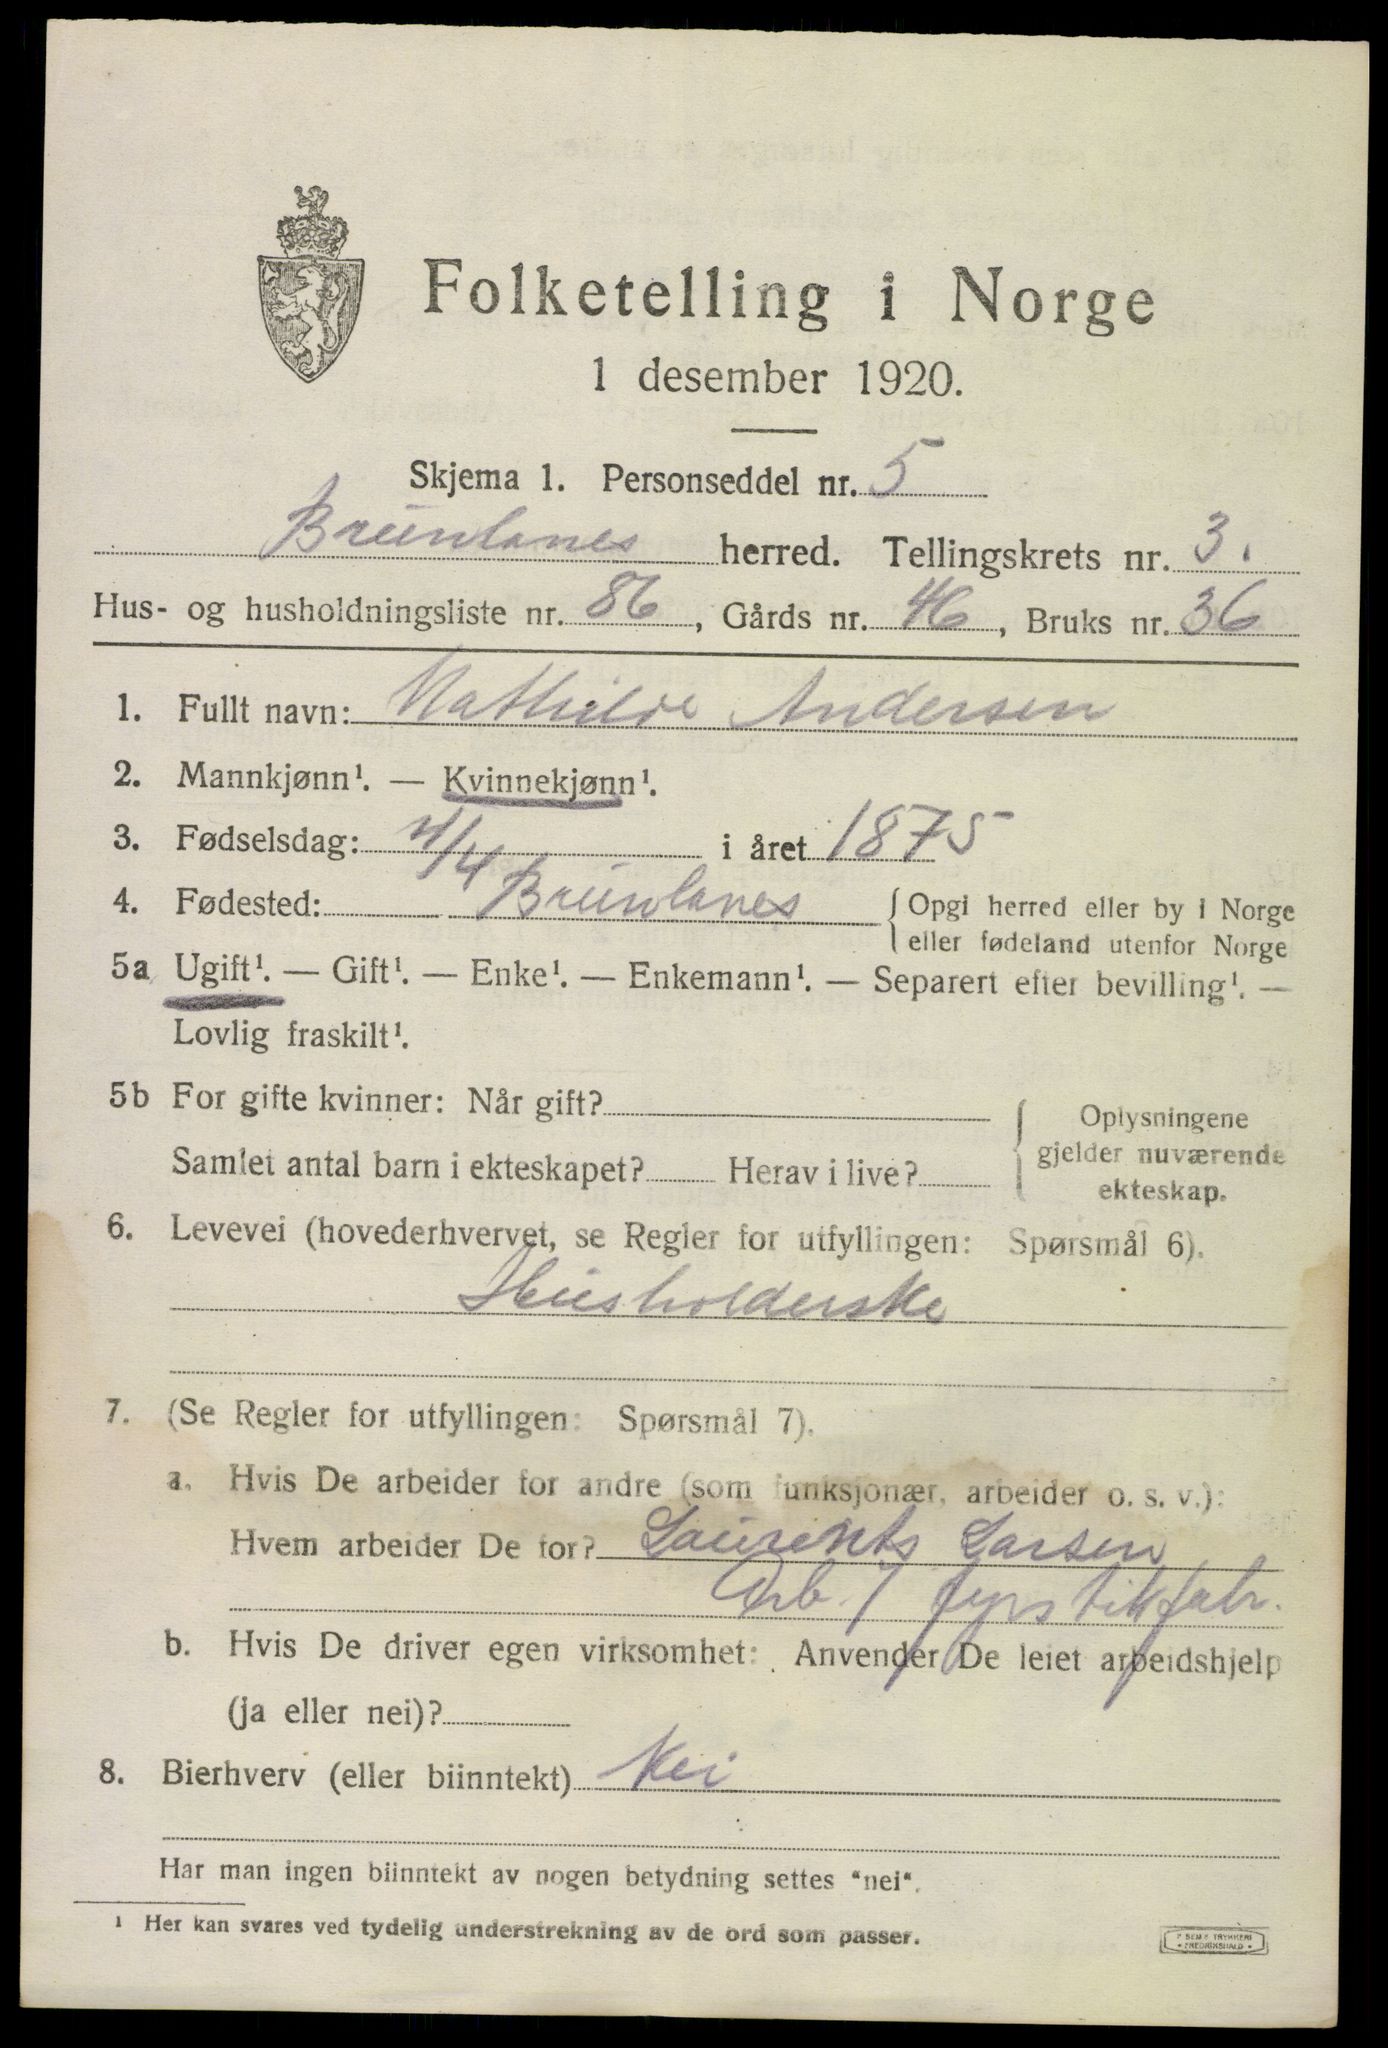 Folketelling i Norge
1 desember 1920.
Skjema 1. Personseddel nr. 5
Brunlanes herred. Tellingskrets nr. 3.
Hus- og husholdningsliste nr. 86, Gårds nr. 46, Bruks nr. 36
1. Fullt navn: Mathilde Andersen
2. Mannkjønn¹. — Kvinnekjønn¹.
3. Fødselsdag: 4/4 i året 1875
4. Fødested: Brunlanes {Opgi herred eller by i Norge
eller fødeland utenfor Norge
5a Ugift¹. — Gift¹. — Enke¹. — Enkemann¹. — Separert efter bevilling¹. —
Lovlig fraskilt¹.
5b For gifte kvinner: Når gift?
Samlet antal barn i ekteskapet? Herav i live?
{Oplysningene
gjelder nuværende
ekteskap.
6. Levevei (hovederhvervet, se Regler for utfyllingen: Spørsmål 6).
Husholderske
7. (Se Regler for utfyllingen: Spørsmål 7).
a. Hvis De arbeider for andre (som funksjonær, arbeider o. s. v.):
Hvem arbeider De for? Laurents Larsen
Arb. i fyrstikfabr.
b. Hvis De driver egen virksomhet: Anvender De leiet arbeidshjelp
(ja eller nei)?
8. Bierhverv (eller biinntekt) Nei
Har man ingen biinntekt av nogen betydning settes "nei".
¹ Her kan svares ved tydelig understrekning av de ord som passer.
SEM & TRYKKERI
• FREDRIKSHALD •